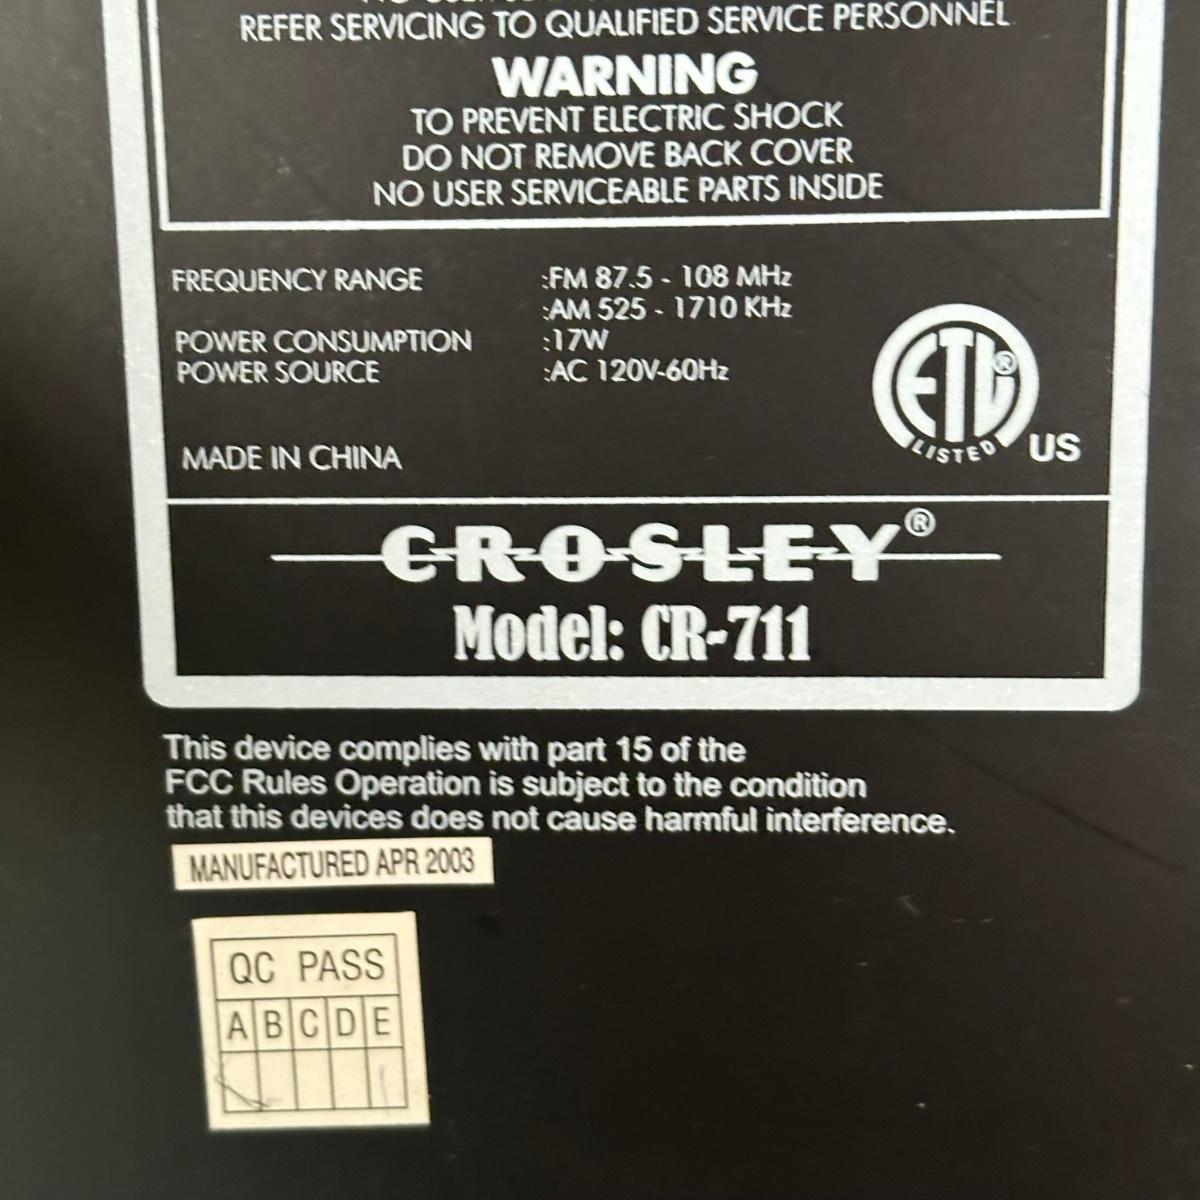 REFER SERVICING TO QUALIFIED SERVICE PERSONNEL
WARNING
TO PREVENT ELECTRIC SHOCK
DO NOT REMOVE BACK COVER
NO USER SERVICEABLE PARTS INSIDE
FREQUENCY RANGE :FM 87.5 - 108 MHz
:AM 525 - 1710 KHz
POWER CONSUMPTION :17W
POWER SOURCE :AC 120V-60Hz
ETL®
LISTED
US
MADE IN CHINA
CROSLEY®
Model: CR-711
This device complies with part 15 of the
FCC Rules Operation is subject to the condition
that this devices does not cause harmful interference.
MANUFACTURED APR 2003
QC PASS
A B C D E